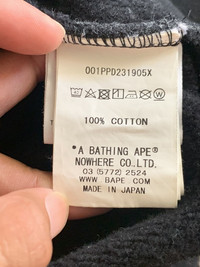 001PPD231905X
100% COTTON
*A BATHING APE®
NOWHERE CO.,LTD.
03 (5772) 2524
WWW.BAPE.COM
MADE IN JAPAN